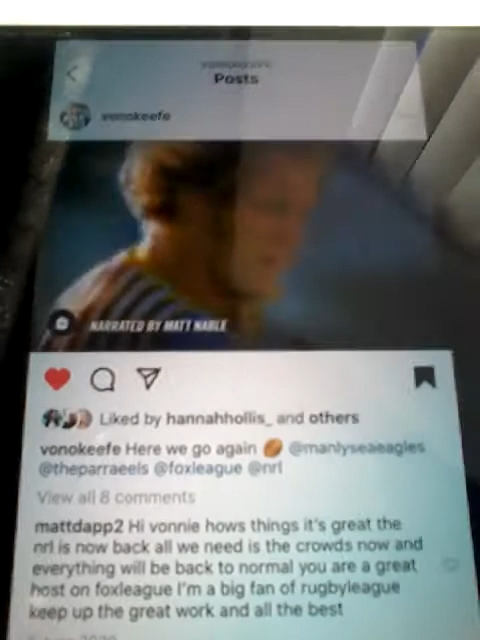 Posts
vonokeefe
NARRATED BY MATT NABLE
Liked by hannahhollis_ and others
vonokeefe Here we go again 🏉 @manlyseaeagles
@theparraeels @foxleague @nrl
View all 8 comments
mattdapp2 Hi vonnie hows things it's great the
nrl is now back all we need is the crowds now and
everything will be back to normal you are a great
host on foxleague I'm a big fan of rugbyleague
keep up the great work and all the best